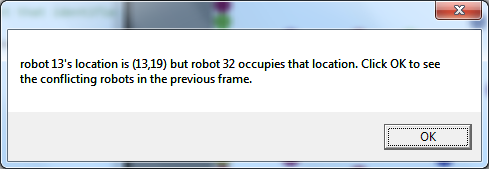 robot 13's location is (13,19) but robot 32 occupies that location. Click OK to see
the conflicting robots in the previous frame.
OK